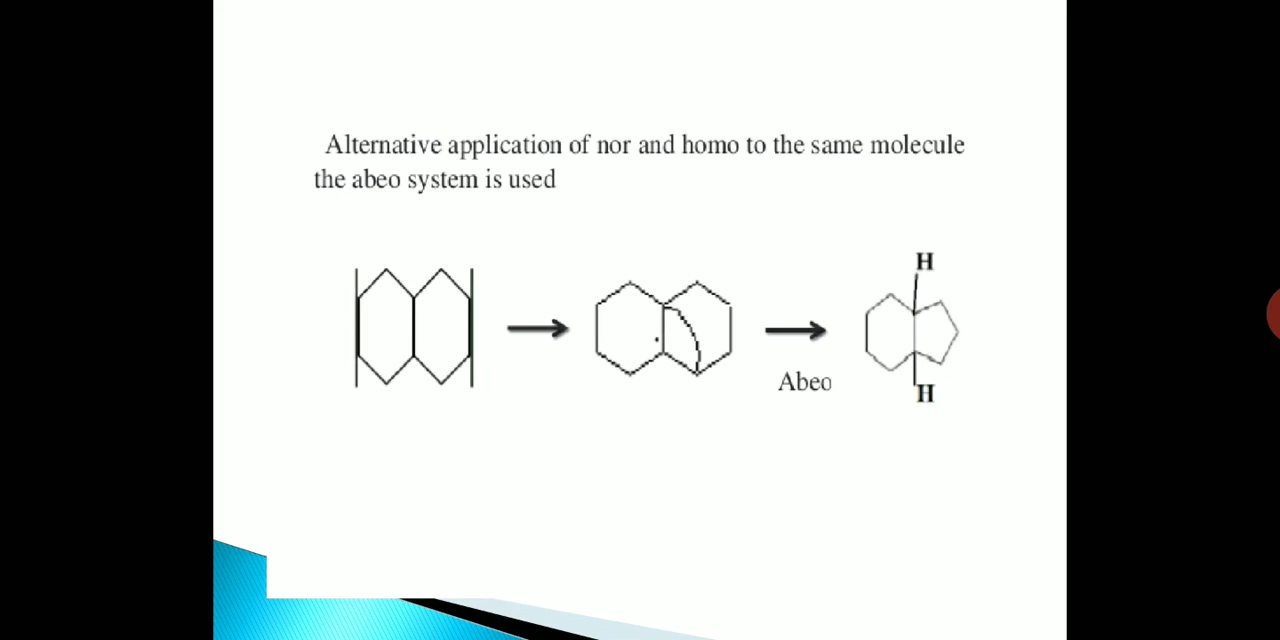 Alternative application of nor and homo to the same molecule
the abeo system is used
H
Abeo
H